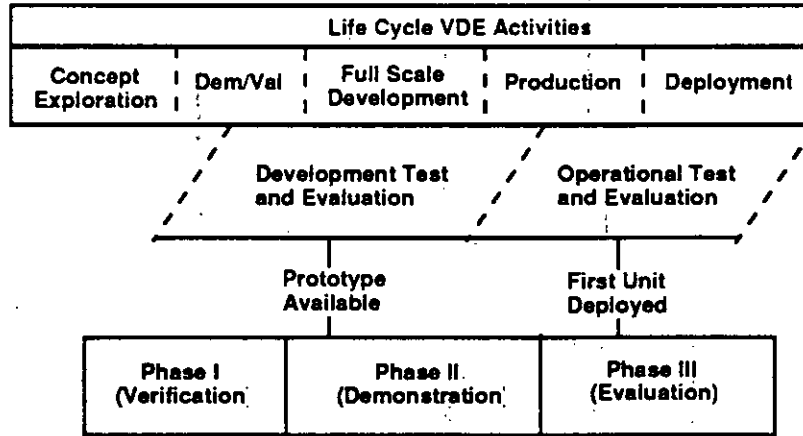 Life Cycle VDE Activities
Concept Exploration
Dem/Val
Full Scale Development
Production
Deployment
Development Test
and Evaluation
Operational Test
and Evaluation
Prototype
Available
First Unit
Deployed
Phase I
(Verification
Phase II
(Demonstration)
Phase III
(Evaluation)